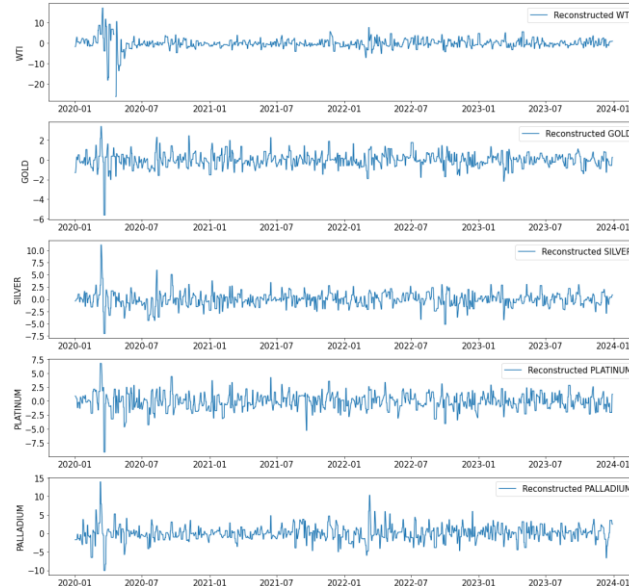 Reconstructed WTI
WTI
0
−10
−20
2020-01 2020-07 2021-01 2021-07 2022-01 2022-07 2023-01 2023-07 2024-01
Reconstructed GOLD
GOLD
2
0
−2
−4
−6
2020-01 2020-07 2021-01 2021-07 2022-01 2022-07 2023-01 2023-07 2024-01
Reconstructed SILVER
SILVER
10.0
7.5
5.0
2.5
0.0
−2.5
−5.0
−7.5
2020-01 2020-07 2021-01 2021-07 2022-01 2022-07 2023-01 2023-07 2024-01
Reconstructed PLATINUM
PLATINUM
7.5
5.0
2.5
0.0
−2.5
−5.0
−7.5
2020-01 2020-07 2021-01 2021-07 2022-01 2022-07 2023-01 2023-07 2024-01
Reconstructed PALLADIUM
PALLADIUM
15
10
5
0
−5
−10
2020-01 2020-07 2021-01 2021-07 2022-01 2022-07 2023-01 2023-07 2024-01